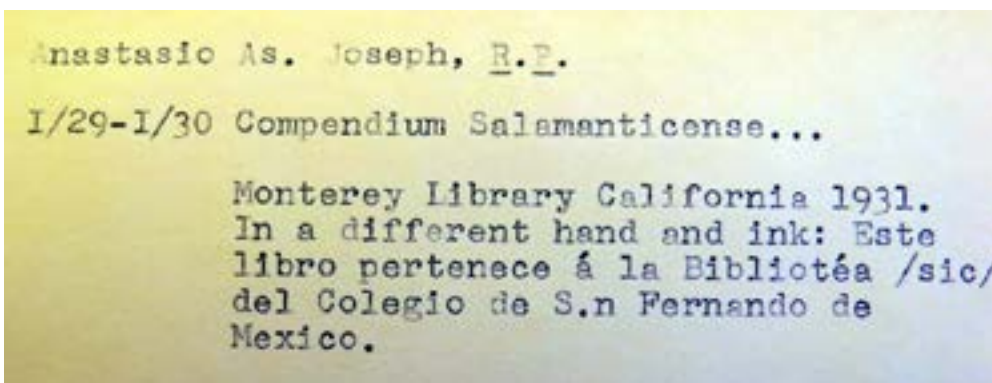 Anastasio As. Joseph, R.P.
I/29-I/30 Compendium Salamanticense...
Monterey Library California 1931.
In a different hand and ink: Este
libro pertenece á la Bibliotéa /sic/
del Colegio de S.n Fernando de
Mexico.